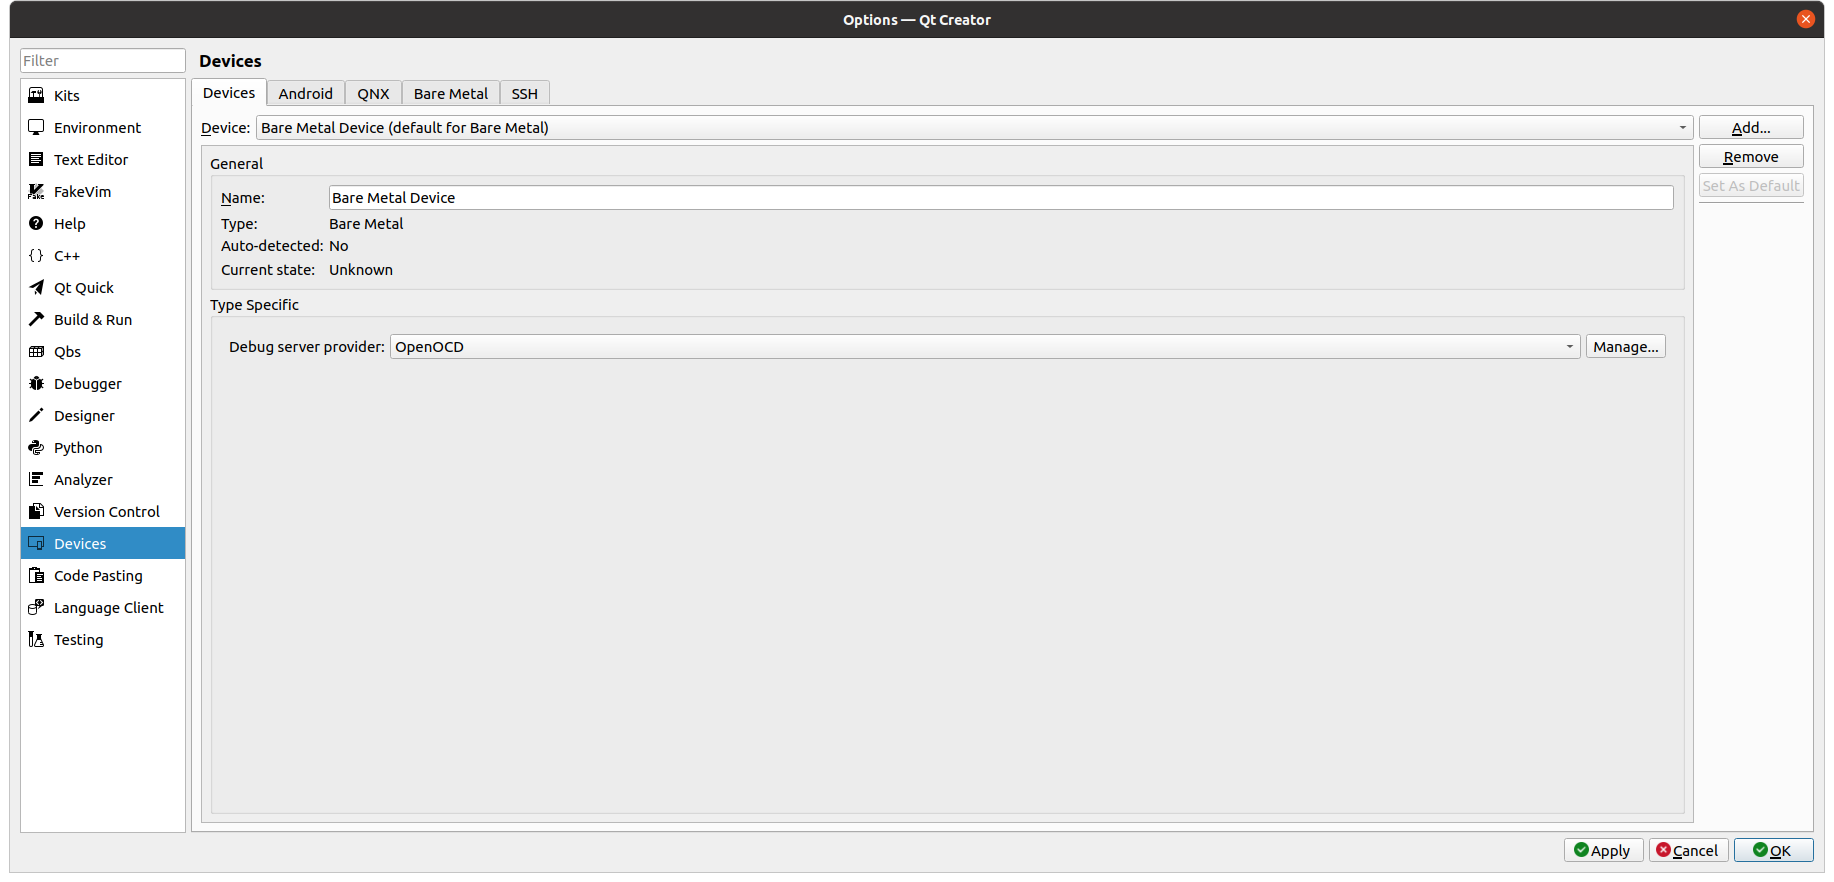 Options — Qt Creator
Filter
Kits
Environment
Text Editor
FakeVim
Help
C++
Qt Quick
Build & Run
Qbs
Debugger
Designer
Python
Analyzer
Version Control
Devices
Code Pasting
Language Client
Testing
Devices
Devices Android QNX Bare Metal SSH
Device: Bare Metal Device (default for Bare Metal)
General
Name: Bare Metal Device
Type: Bare Metal
Auto-detected: No
Current state: Unknown
Type Specific
Debug server provider: OpenOCD Manage...
Add...
Remove
Set As Default
Apply Cancel OK